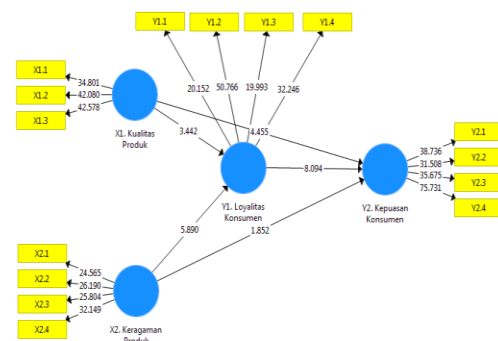 Y1.1
Y1.2
Y1.3
Y1.4
X1.1
X1.2
X1.3
34.801
42.080
42.578
20.152
50.766
19.993
32.246
X1. Kualitas
Produk
3.442
4.455
Y2.1
Y2.2
Y2.3
Y2.4
38.736
31.508
35.675
75.731
8.094
Y1. Loyalitas
Konsumen
Y2. Kepuasan
Konsumen
5.890
1.852
X2.1
X2.2
X2.3
X2.4
24.565
26.190
25.804
32.149
X2. Keragaman
Produk